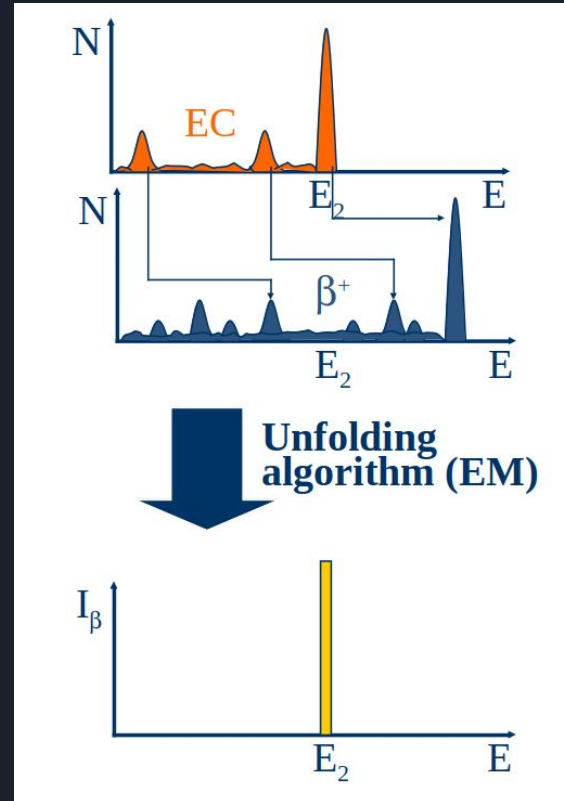 N
EC
E₂
E
N
β⁺
E₂
E
Unfolding
algorithm (EM)
Iᵦ
E₂
E